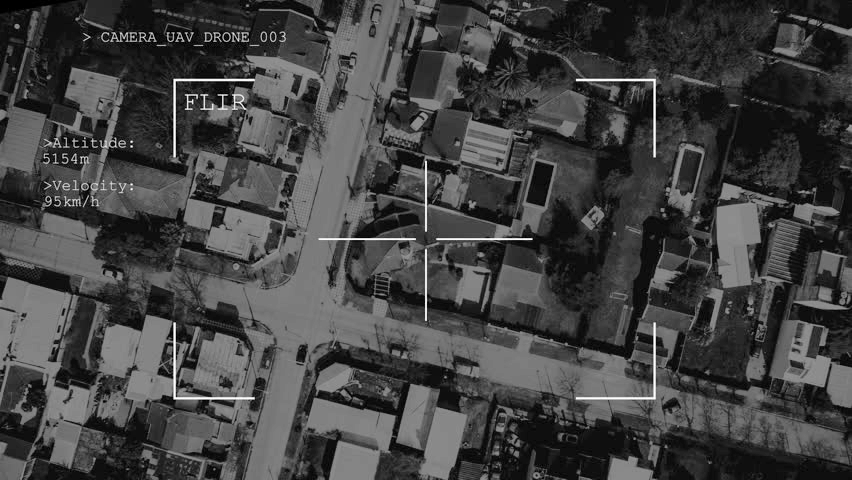 > CAMERA_UAV_DRONE_003
FLIR
>Altitude:
5154m
>Velocity:
95km/h